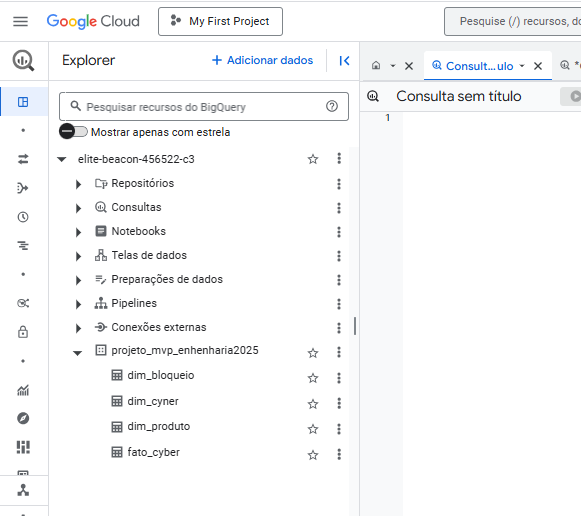 Google Cloud
My First Project
Pesquise (/) recursos, do
Explorer
+ Adicionar dados
Consult...ulo
Pesquisar recursos do BigQuery
Consulta sem título
Mostrar apenas com estrela
1
elite-beacon-456522-c3
Repositórios
Consultas
Notebooks
Telas de dados
Preparações de dados
Pipelines
Conexões externas
projeto_mvp_enhenharia2025
dim_bloqueio
dim_cyner
dim_produto
fato_cyber